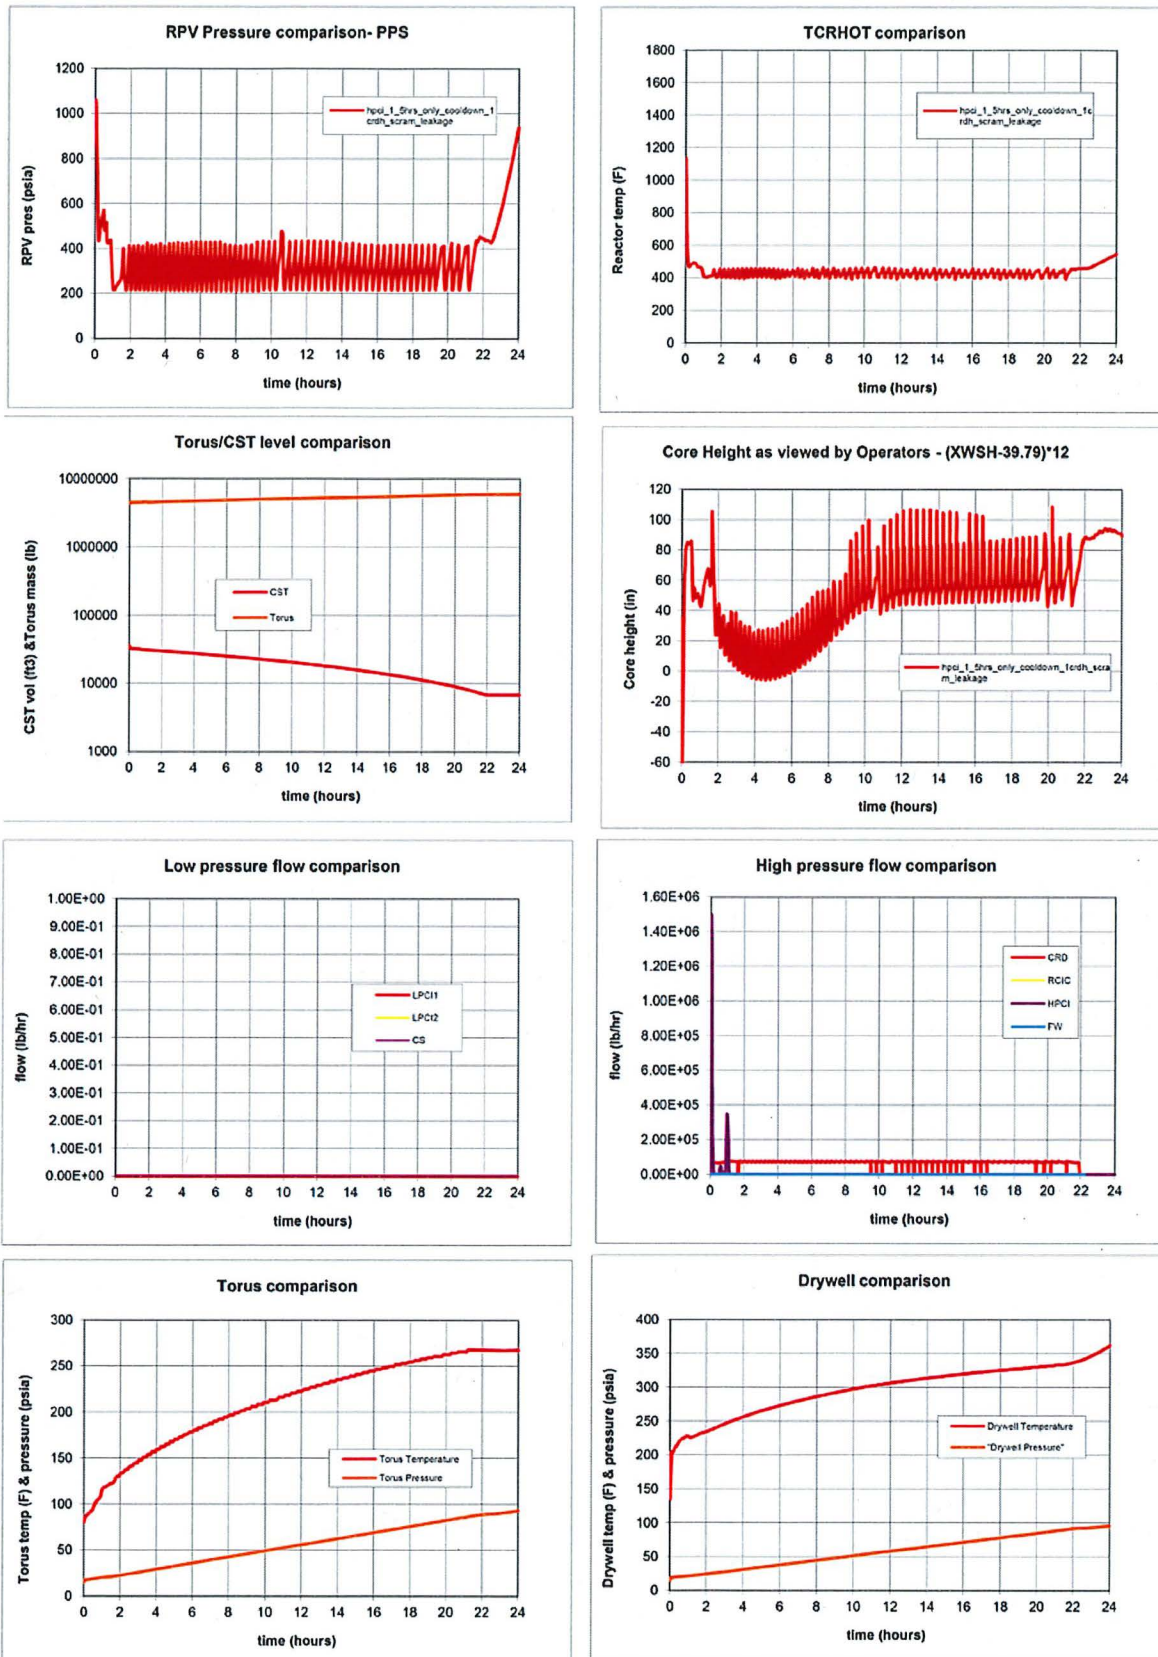 RPV Pressure comparison- PPS
RPV pres (psia)
1200
1000
800
600
400
200
0
hpci_1_5hrs_only_cooldown_1
crdh_scram_leakage
0 2 4 6 8 10 12 14 16 18 20 22 24
time (hours)
TCRHOT comparison
Reactor temp (F)
1800
1600
1400
1200
1000
800
600
400
200
0
hpci_1_5hrs_only_cooldown_1c
rdh_scram_leakage
0 2 4 6 8 10 12 14 16 18 20 22 24
time (hours)
Torus/CST level comparison
CST vol (ft3) &Torus mass (lb)
10000000
1000000
100000
10000
1000
CST
Torus
0 2 4 6 8 10 12 14 16 18 20 22 24
time (hours)
Core Height as viewed by Operators - (XWSH-39.79)*12
Core height (in)
120
100
80
60
40
20
0
-20
-40
-60
hpci_1_5hrs_only_cooldown_1crdh_scra
m_leakage
0 2 4 6 8 10 12 14 16 18 20 22 24
time (hours)
Low pressure flow comparison
flow (lb/hr)
1.00E+00
9.00E-01
8.00E-01
7.00E-01
6.00E-01
5.00E-01
4.00E-01
3.00E-01
2.00E-01
1.00E-01
0.00E+00
LPCI1
LPCI2
CS
0 2 4 6 8 10 12 14 16 18 20 22 24
time (hours)
High pressure flow comparison
flow (lb/hr)
1.60E+06
1.40E+06
1.20E+06
1.00E+06
8.00E+05
6.00E+05
4.00E+05
2.00E+05
0.00E+00
CRD
RCIC
HPCI
FW
0 2 4 6 8 10 12 14 16 18 20 22 24
time (hours)
Torus comparison
Torus temp (F) & pressure (psia)
300
250
200
150
100
50
0
Torus Temperature
Torus Pressure
0 2 4 6 8 10 12 14 16 18 20 22 24
time (hours)
Drywell comparison
Drywell temp (F) & pressure (psia)
400
350
300
250
200
150
100
50
0
Drywell Temperature
"Drywell Pressure"
0 2 4 6 8 10 12 14 16 18 20 22 24
time (hours)